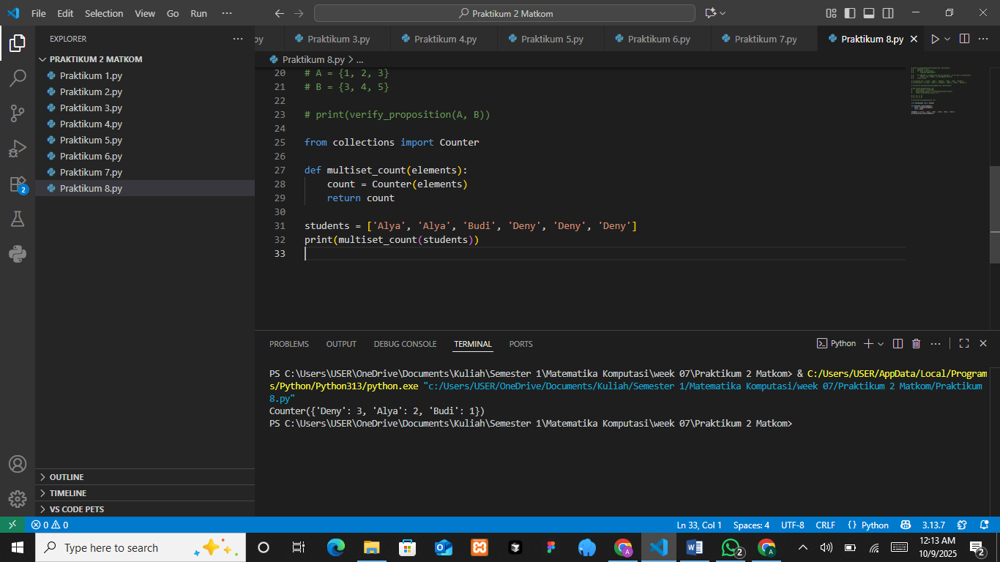 File Edit Selection View Go Run ···
Praktikum 2 Matkom
EXPLORER ···
PRAKTIKUM 2 MATKOM
Praktikum 1.py
Praktikum 2.py
Praktikum 3.py
Praktikum 4.py
Praktikum 5.py
Praktikum 6.py
Praktikum 7.py
Praktikum 8.py
2
OUTLINE
TIMELINE
VS CODE PETS
py Praktikum 3.py Praktikum 4.py Praktikum 5.py Praktikum 6.py Praktikum 7.py Praktikum 8.py
Praktikum 8.py > ...
20 # A = {1, 2, 3}
21 # B = {3, 4, 5}
22
23 # print(verify_proposition(A, B))
24
25 from collections import Counter
26
27 def multiset_count(elements):
28     count = Counter(elements)
29     return count
30
31 students = ['Alya', 'Alya', 'Budi', 'Deny', 'Deny', 'Deny']
32 print(multiset_count(students))
33
PROBLEMS OUTPUT DEBUG CONSOLE TERMINAL PORTS Python ···
PS C:\Users\USER\OneDrive\Documents\Kuliah\Semester 1\Matematika Komputasi\week 07\Praktikum 2 Matkom> & C:/Users/USER/AppData/Local/Program
s/Python/Python313/python.exe "c:/Users/USER/OneDrive/Documents/Kuliah/Semester 1/Matematika Komputasi/week 07/Praktikum 2 Matkom/Praktikum
8.py"
Counter({'Deny': 3, 'Alya': 2, 'Budi': 1})
PS C:\Users\USER\OneDrive\Documents\Kuliah\Semester 1\Matematika Komputasi\week 07\Praktikum 2 Matkom>
0 0 Ln 33, Col 1 Spaces: 4 UTF-8 CRLF {} Python 3.13.7
Type here to search A 2 A 12:13 AM
10/9/2025 2